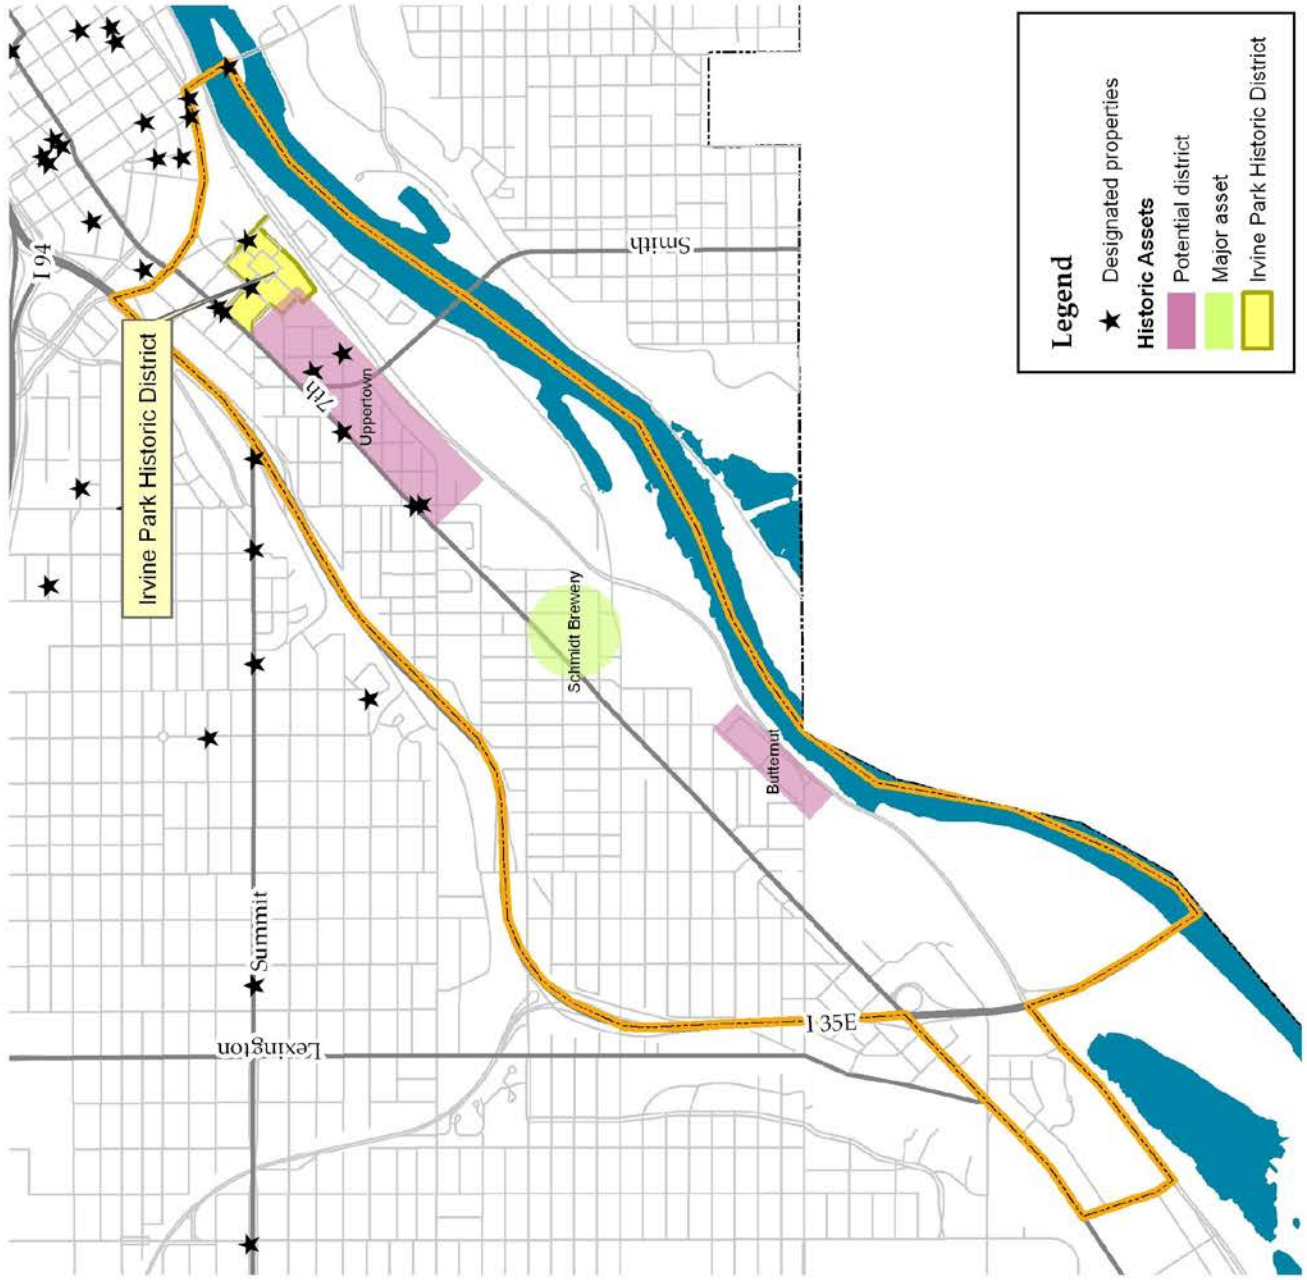 I 94
Irvine Park Historic District
7th
Uppertown
Smith
Schmidt Brewery
Butternut
Summit
Lexington
I 35E
Legend
Designated properties
Historic Assets
Potential district
Major asset
Irvine Park Historic District